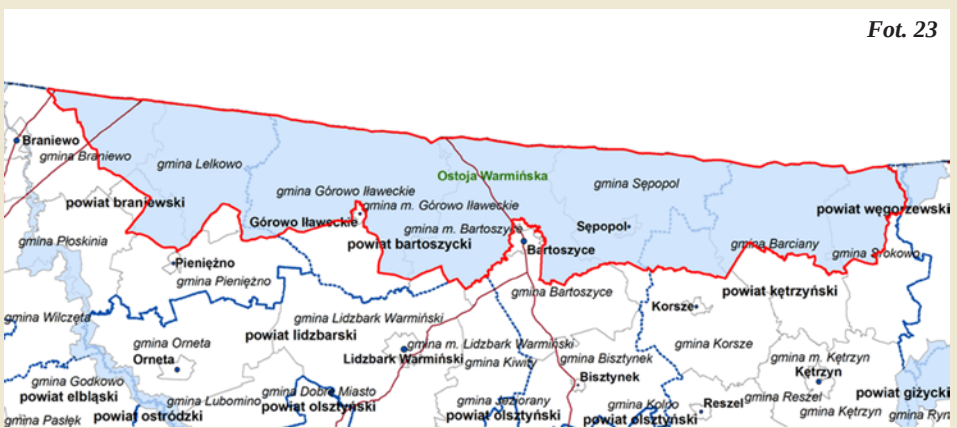 Fot. 23
Braniewo
gmina Braniewo
gmina Lelkowo
Ostoja Warmińska
gmina Sępopol
gmina Górowo Iławeckie
powiat braniewski
gmina m. Górowo Iławeckie
powiat węgorzewski
Górowo Iławeckie
gmina m. Bartoszyce
Sępopol
gmina Płoskinia
powiat bartoszycki
Bartoszyce
gmina Barciany
gmina Srokowo
Pieniężno
gmina Pieniężno
gmina Bartoszyce
powiat kętrzyński
Korsze
gmina Wilczęta
gmina Lidzbark Warmiński
powiat lidzbarski
gmina Orneta
gmina m. Lidzbark Warmiński
gmina Korsze
Orneta
Lidzbark Warmiński
gmina Kiwity
gmina Bisztynek
gmina m. Kętrzyn
Kętrzyn
gmina Godkowo
Bisztynek
powiat elbląski
gmina Lubomino
gmina Dobre Miasto
powiat olsztyński
gmina Jeziorany
gmina Kolno
Reszel
gmina Reszel
powiat giżycki
gmina Pasłęk
powiat ostródzki
powiat olsztyński
powiat olsztyński
gmina Kętrzyn
gmina Ryn